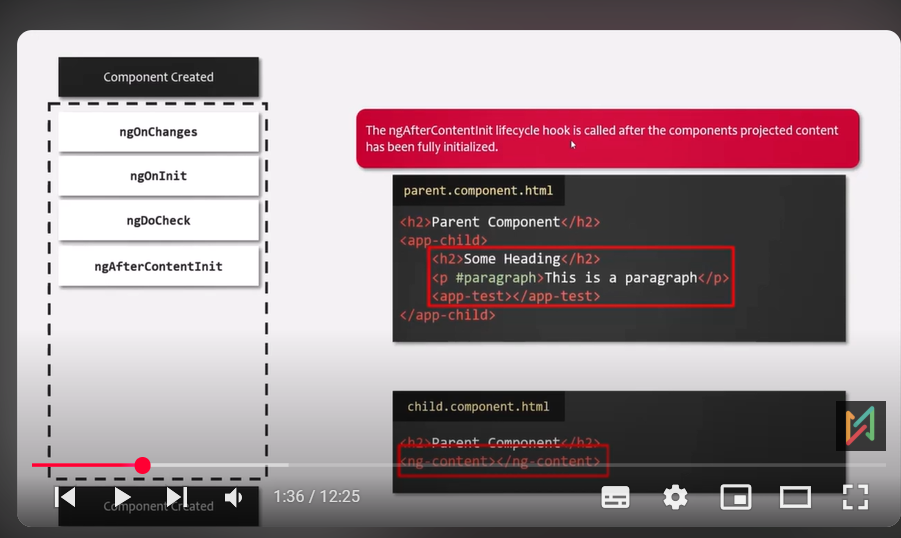 Component Created
ngOnChanges
ngOnInit
ngDoCheck
ngAfterContentInit
The ngAfterContentInit lifecycle hook is called after the components projected content
has been fully initialized.
parent.component.html
<h2>Parent Component</h2>
<app-child>
<h2>Some Heading</h2>
<p #paragraph>This is a paragraph</p>
<app-test></app-test>
</app-child>
child.component.html
<h2>Parent Component</h2>
<ng-content></ng-content>
1:36 / 12:25
Component Created